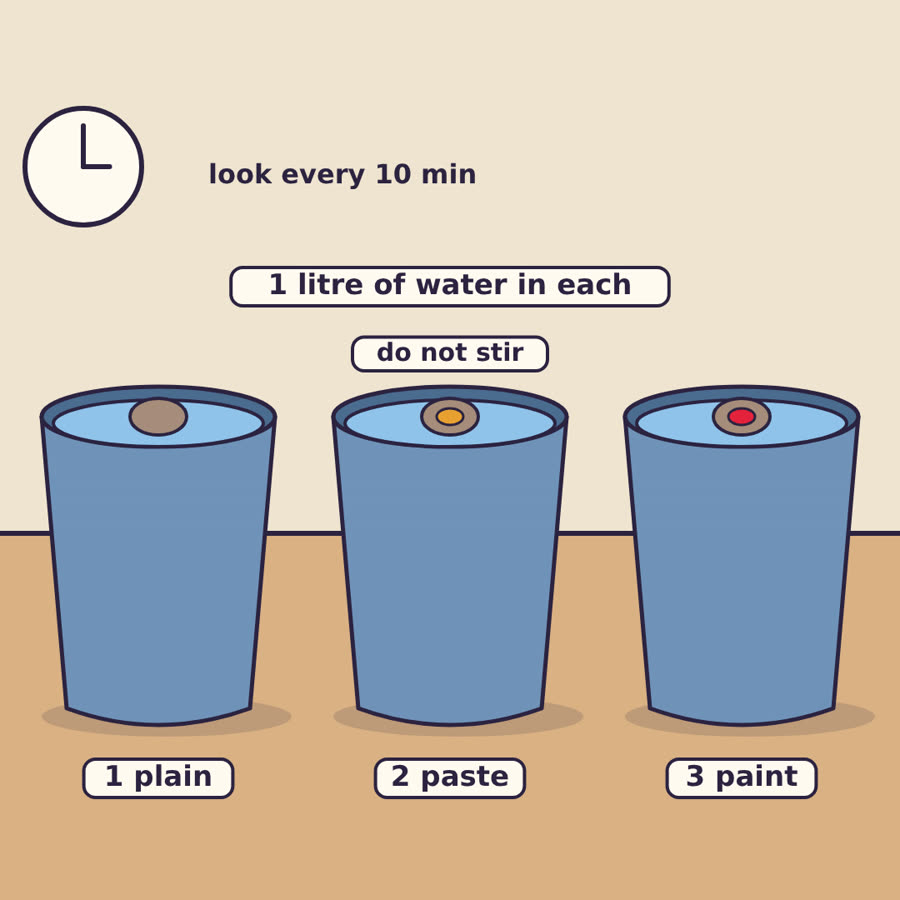 look every 10 min
1 litre of water in each
do not stir
1 plain
2 paste
3 paint